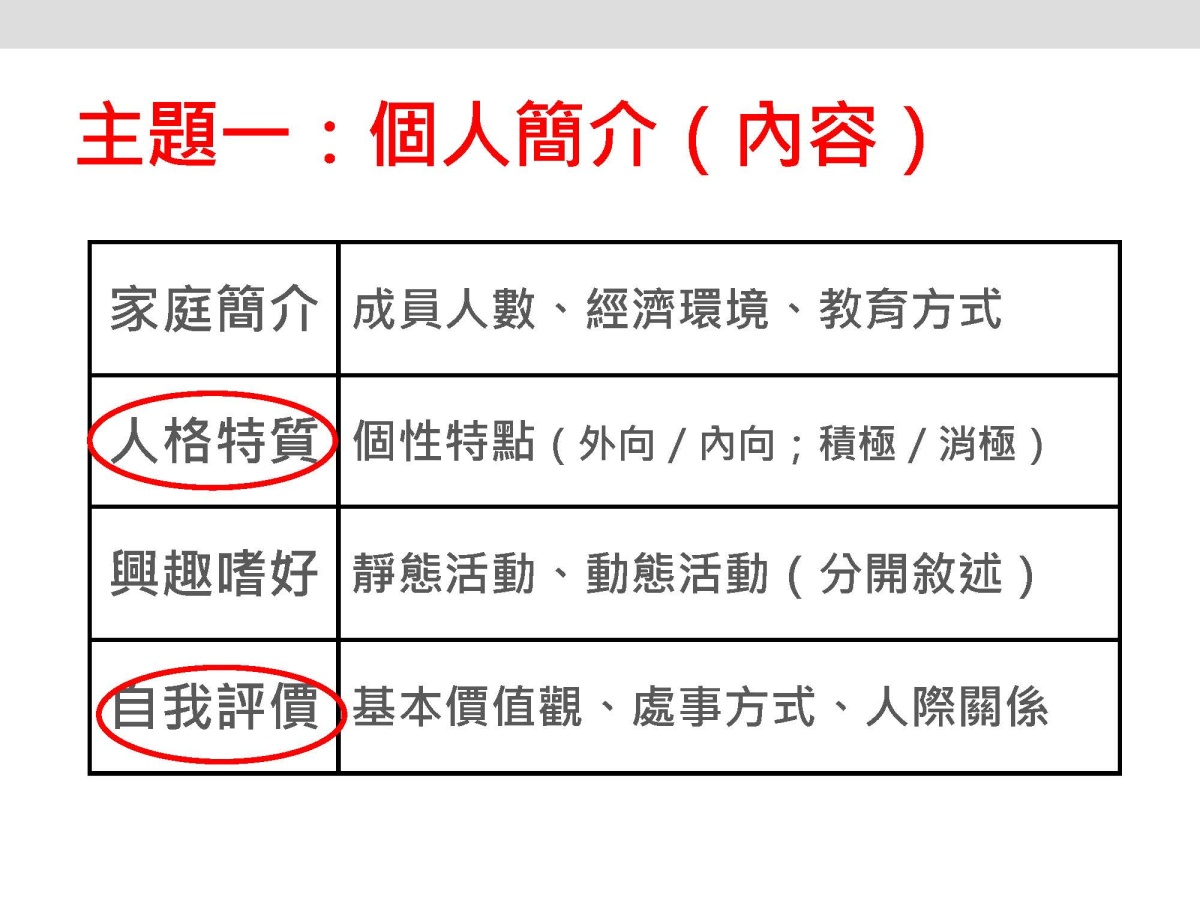 主題一：個人簡介（內容）
家庭簡介 成員人數、經濟環境、教育方式
人格特質 個性特點（外向／內向；積極／消極）
興趣嗜好 靜態活動、動態活動（分開敘述）
自我評價 基本價值觀、處事方式、人際關係